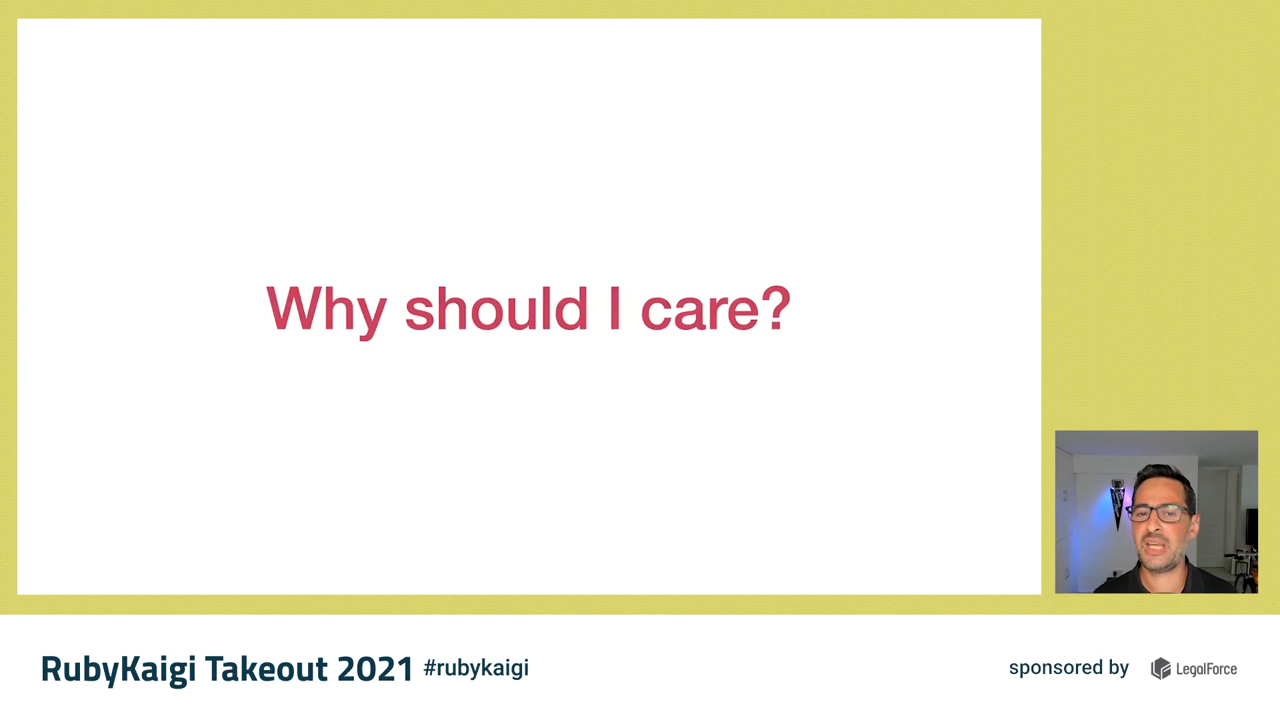 Why should I care?
RubyKaigi Takeout 2021 #rubykaigi
sponsored by LegalForce